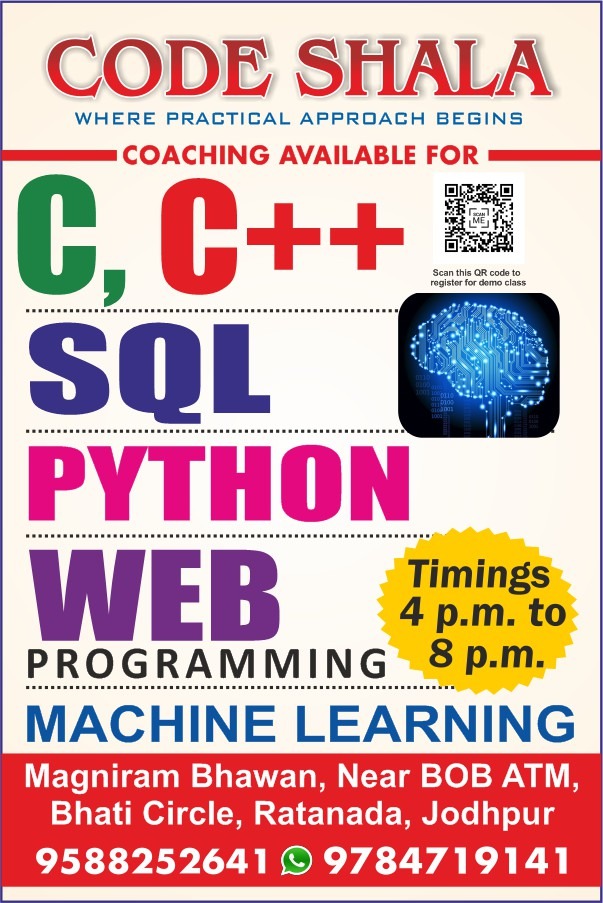 CODE SHALA
WHERE PRACTICAL APPROACH BEGINS
COACHING AVAILABLE FOR
C, C++
SCAN
ME
Scan this QR code to
register for demo class
SQL
PYTHON
WEB
PROGRAMMING
Timings
4 p.m. to
8 p.m.
MACHINE LEARNING
Magniram Bhawan, Near BOB ATM,
Bhati Circle, Ratanada, Jodhpur
9588252641 9784719141